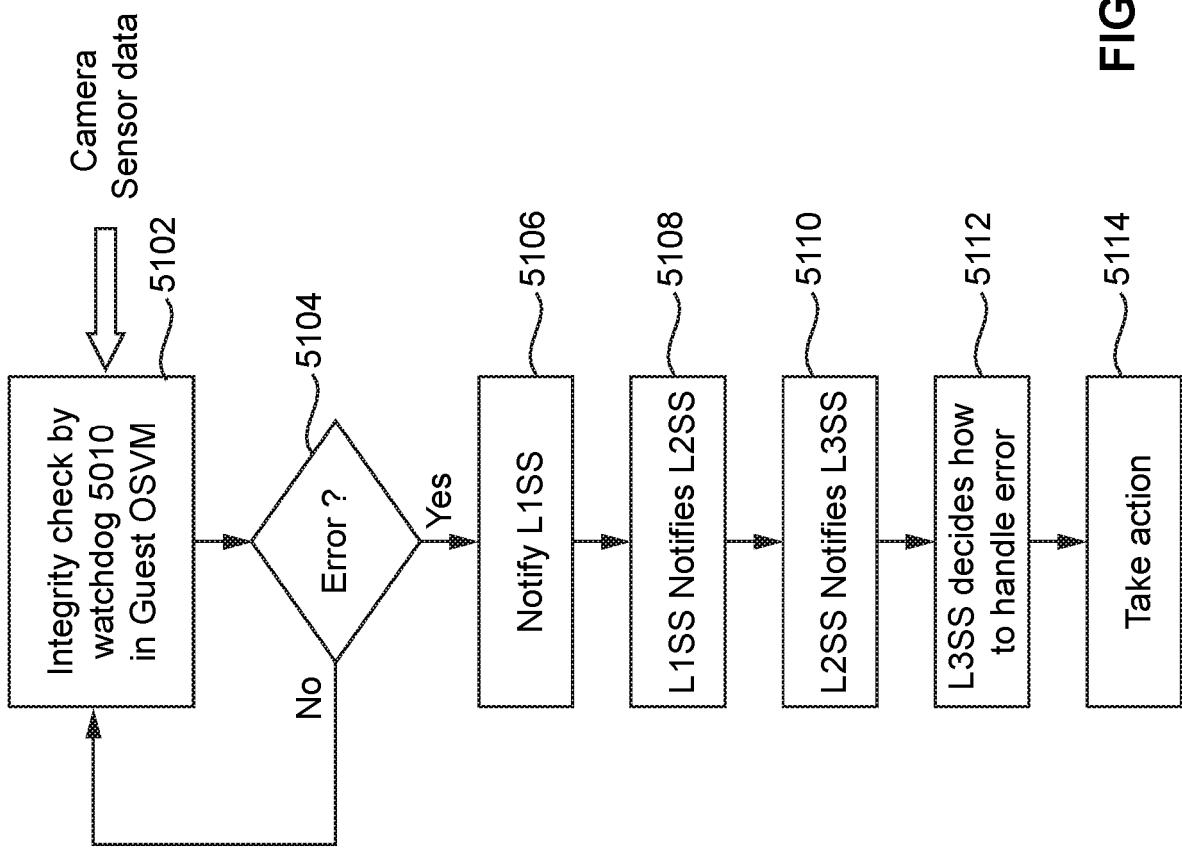 Camera
Sensor data
Integrity check by
watchdog 5010
in Guest OSVM
5102
Error ?
5104
No
Yes
Notify L1SS
5106
L1SS Notifies L2SS
5108
L2SS Notifies L3SS
5110
L3SS decides how
to handle error
5112
Take action
5114
FIG